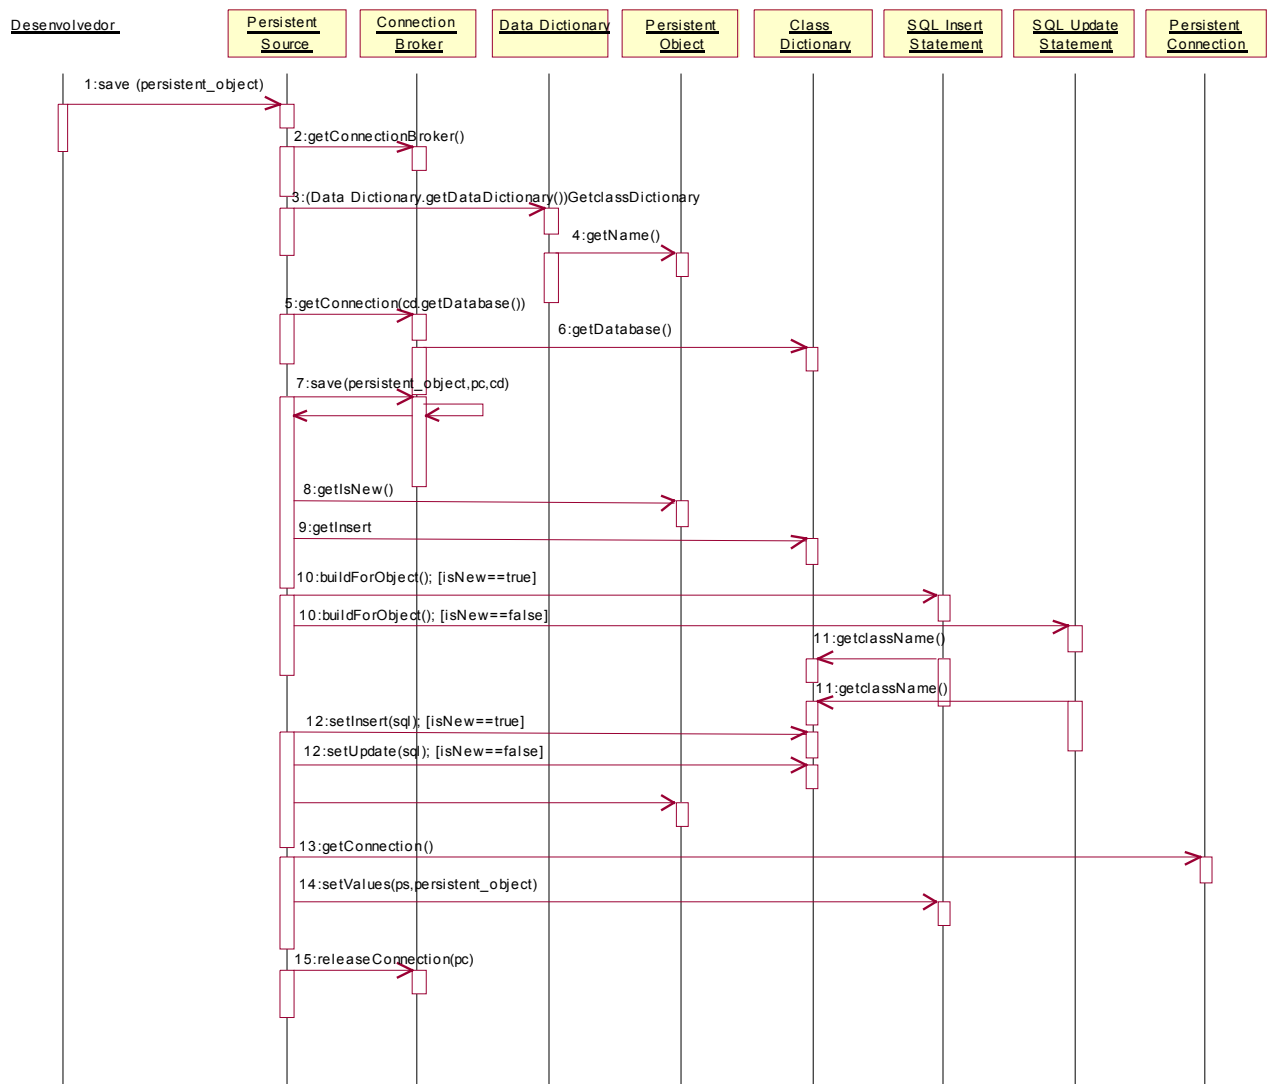 Desenvolvedor
Persistent
Source
Connection
Broker
Data Dictionary
Persistent
Object
Class
Dictionary
SQL Insert
Statement
SQL Update
Statement
Persistent
Connection
1:save (persistent_object)
2:getConnectionBroker()
3:(Data Dictionary.getDataDictionary())GetclassDictionary
4:getName()
5:getConnection(cd.getDatabase())
6:getDatabase()
7:save(persistent_object,pc,cd)
8:getIsNew()
9:getInsert
10:buildForObject(); [isNew==true]
10:buildForObject(); [isNew==false]
11:getclassName()
11:getclassName()
12:setInsert(sql); [isNew==true]
12:setUpdate(sql); [isNew==false]
13:getConnection()
14:setValues(ps,persistent_object)
15:releaseConnection(pc)